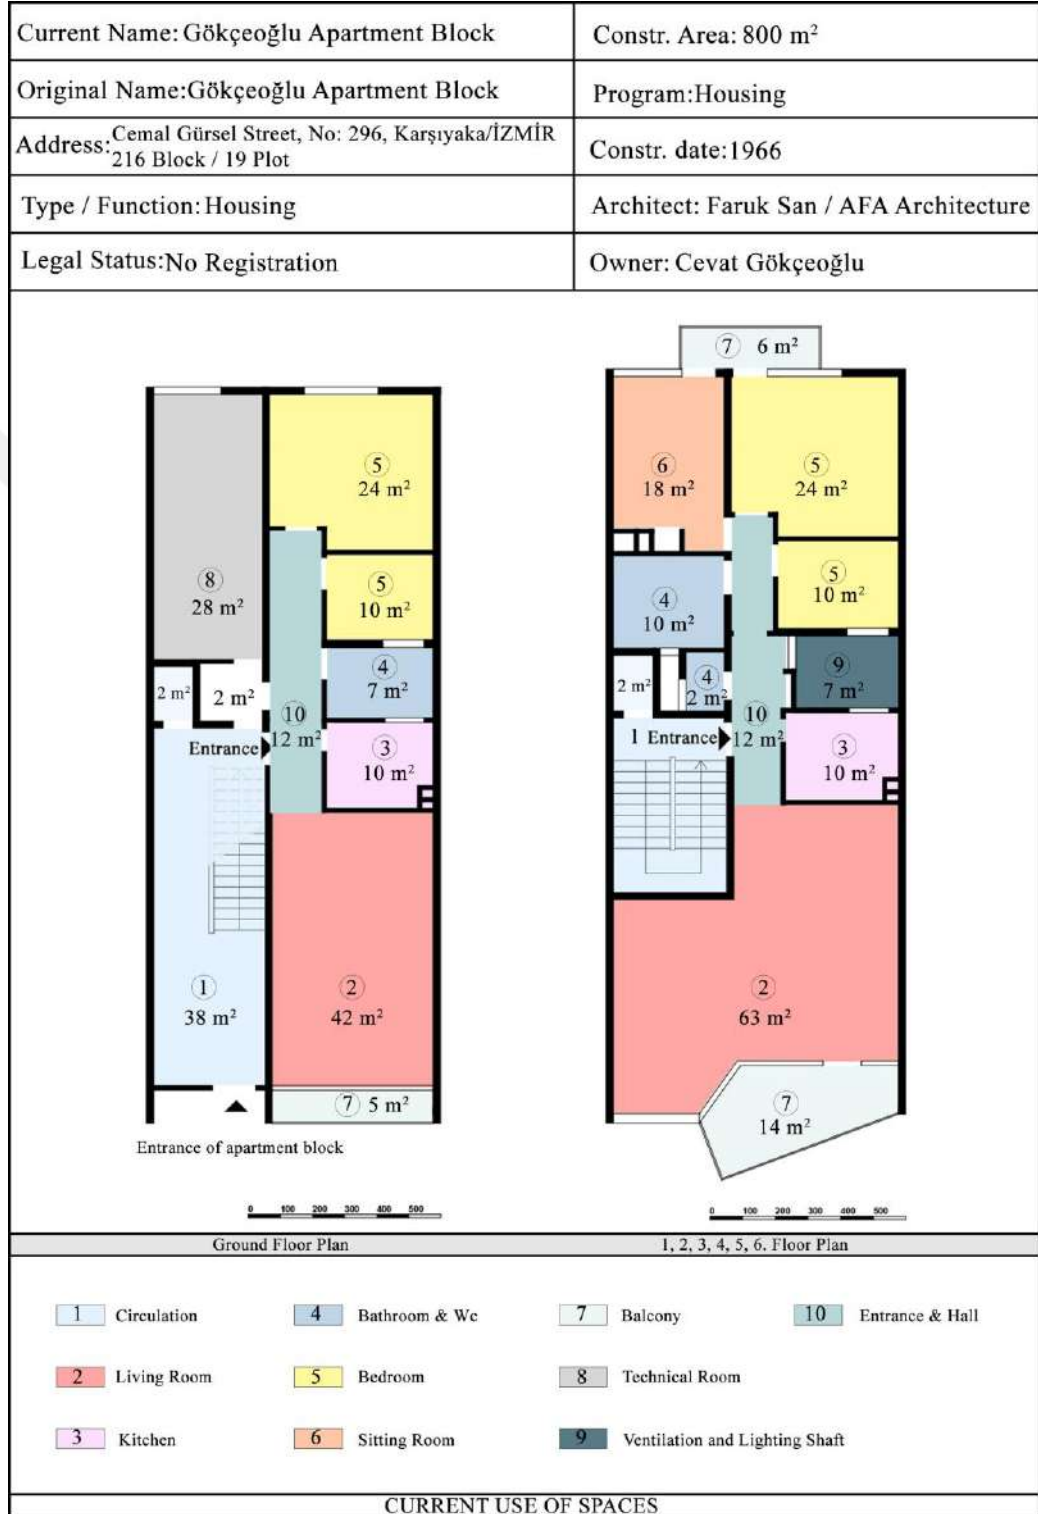 Current Name: Gökçeoğlu Apartment Block
Constr. Area: 800 m²
Original Name:Gökçeoğlu Apartment Block
Program:Housing
Address: Cemal Gürsel Street, No: 296, Karşıyaka/İZMİR
216 Block / 19 Plot
Constr. date:1966
Type / Function: Housing
Architect: Faruk San / AFA Architecture
Legal Status:No Registration
Owner: Cevat Gökçeoğlu
5
24 m²
8
28 m²
5
10 m²
4
7 m²
2 m²
2 m²
10
12 m²
Entrance
3
10 m²
1
38 m²
2
42 m²
7 5 m²
Entrance of apartment block
0 100 200 300 400 500
7 6 m²
6
18 m²
5
24 m²
5
10 m²
4
10 m²
9
7 m²
2 m²
4
2 m²
10
12 m²
1 Entrance
3
10 m²
2
63 m²
7
14 m²
0 100 200 300 400 500
Ground Floor Plan
1, 2, 3, 4, 5, 6. Floor Plan
1 Circulation
4 Bathroom & Wc
7 Balcony
10 Entrance & Hall
2 Living Room
5 Bedroom
8 Technical Room
3 Kitchen
6 Sitting Room
9 Ventilation and Lighting Shaft
CURRENT USE OF SPACES